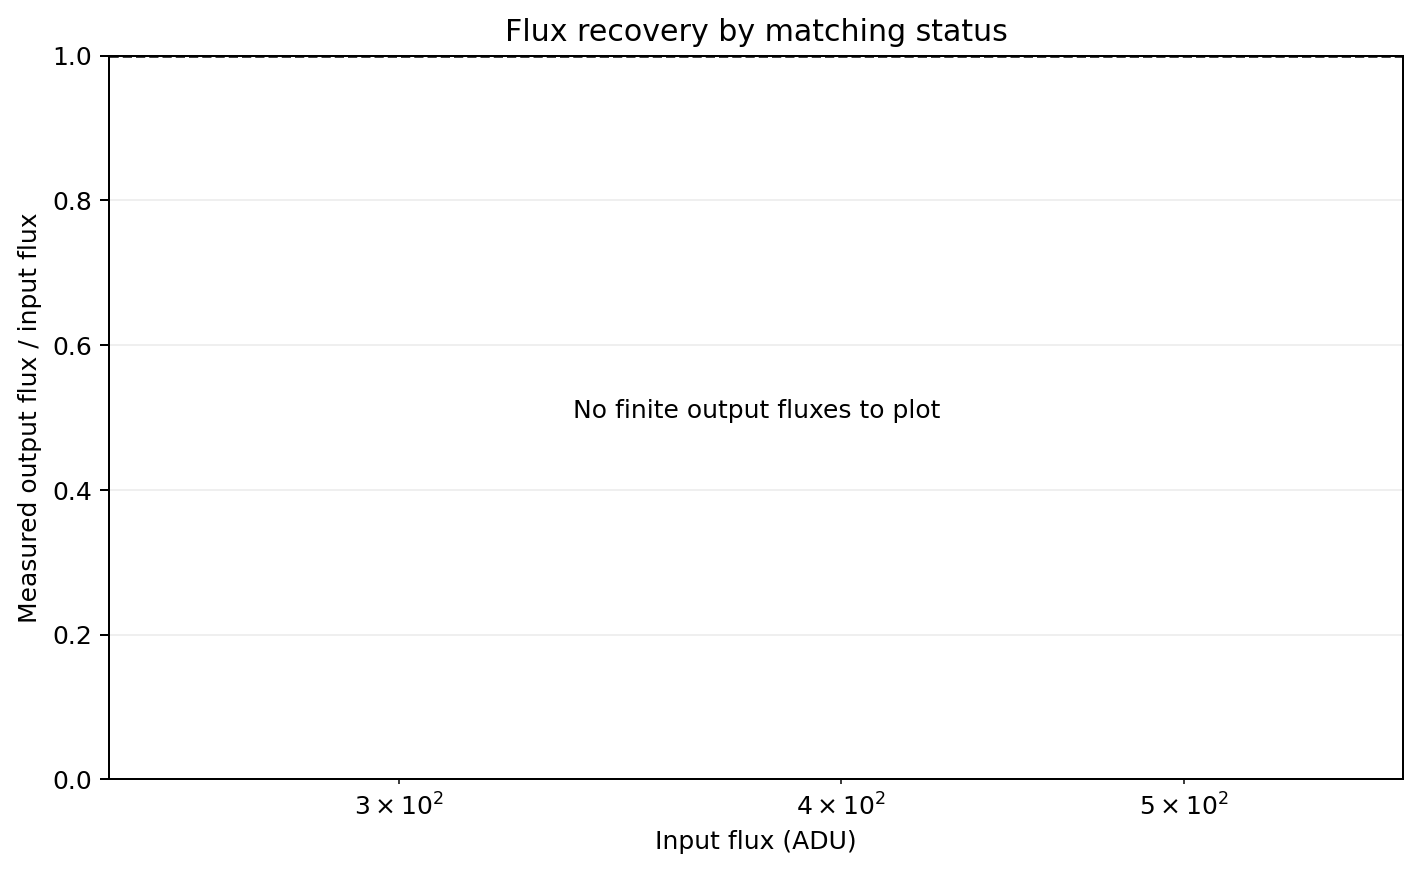 Flux recovery by matching status
1.0
0.8
0.6
0.4
0.2
0.0
Measured output flux / input flux
No finite output fluxes to plot
3 × 10²
4 × 10²
5 × 10²
Input flux (ADU)